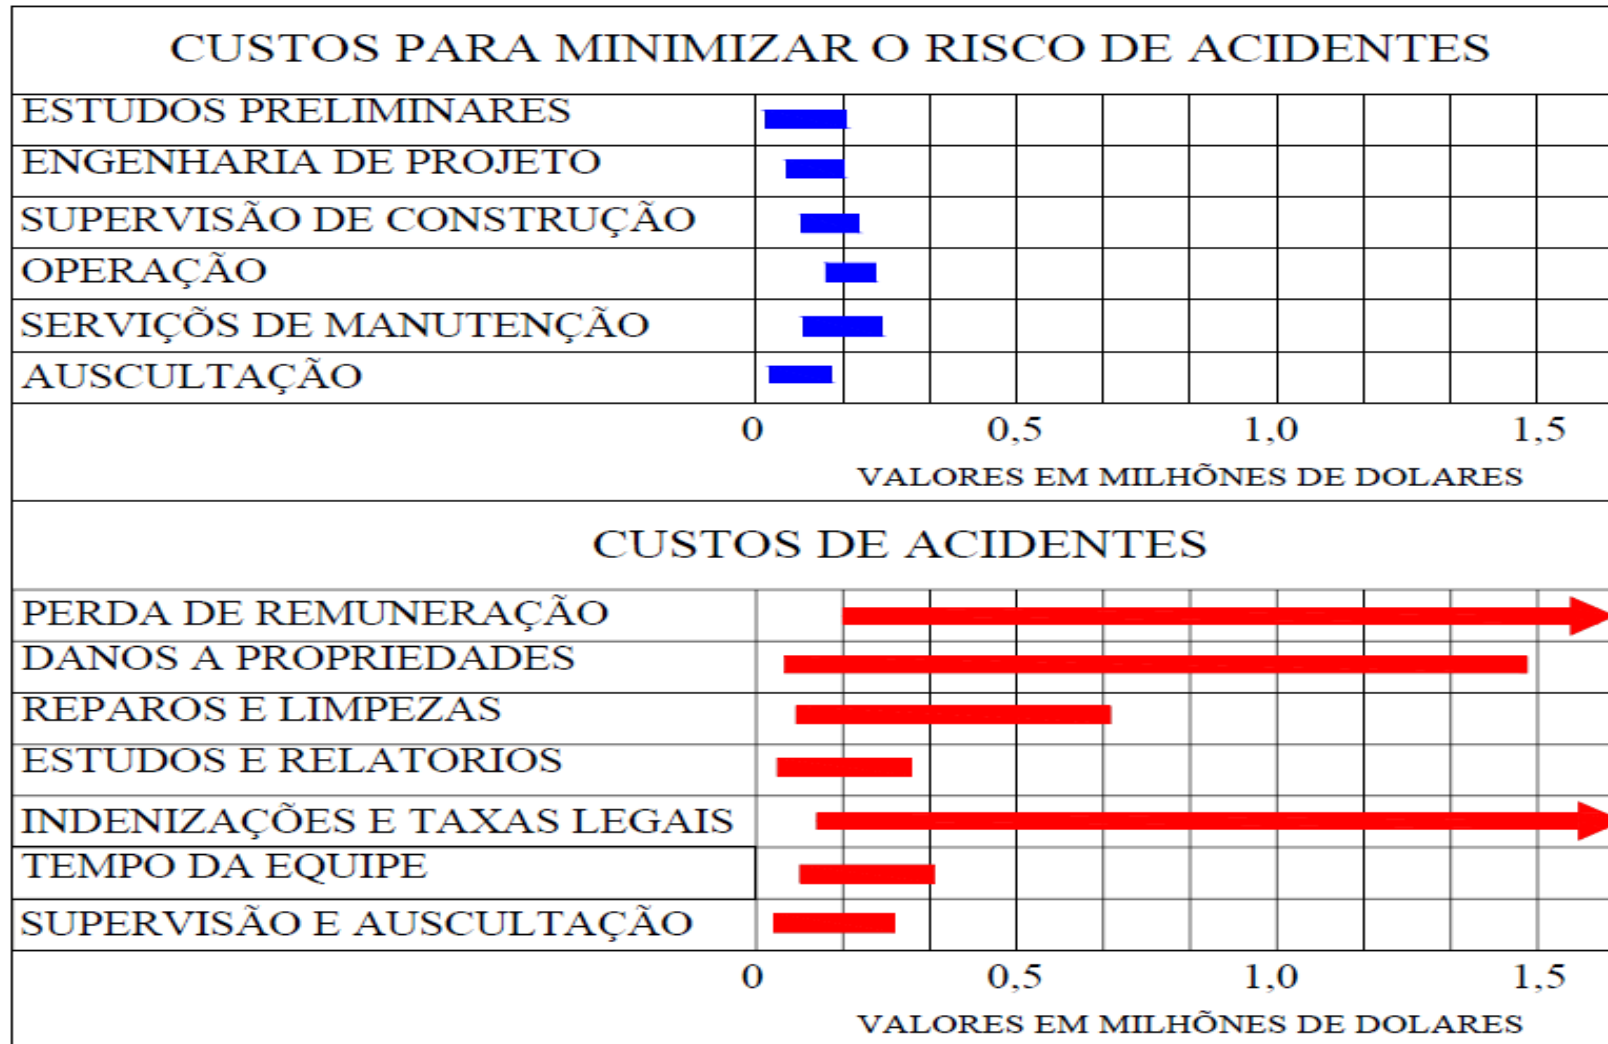 CUSTOS PARA MINIMIZAR O RISCO DE ACIDENTES
ESTUDOS PRELIMINARES
ENGENHARIA DE PROJETO
SUPERVISÃO DE CONSTRUÇÃO
OPERAÇÃO
SERVIÇÕS DE MANUTENÇÃO
AUSCULTAÇÃO
0 0,5 1,0 1,5
VALORES EM MILHÕNES DE DOLARES
CUSTOS DE ACIDENTES
PERDA DE REMUNERAÇÃO
DANOS A PROPRIEDADES
REPAROS E LIMPEZAS
ESTUDOS E RELATORIOS
INDENIZAÇÕES E TAXAS LEGAIS
TEMPO DA EQUIPE
SUPERVISÃO E AUSCULTAÇÃO
0 0,5 1,0 1,5
VALORES EM MILHÕNES DE DOLARES